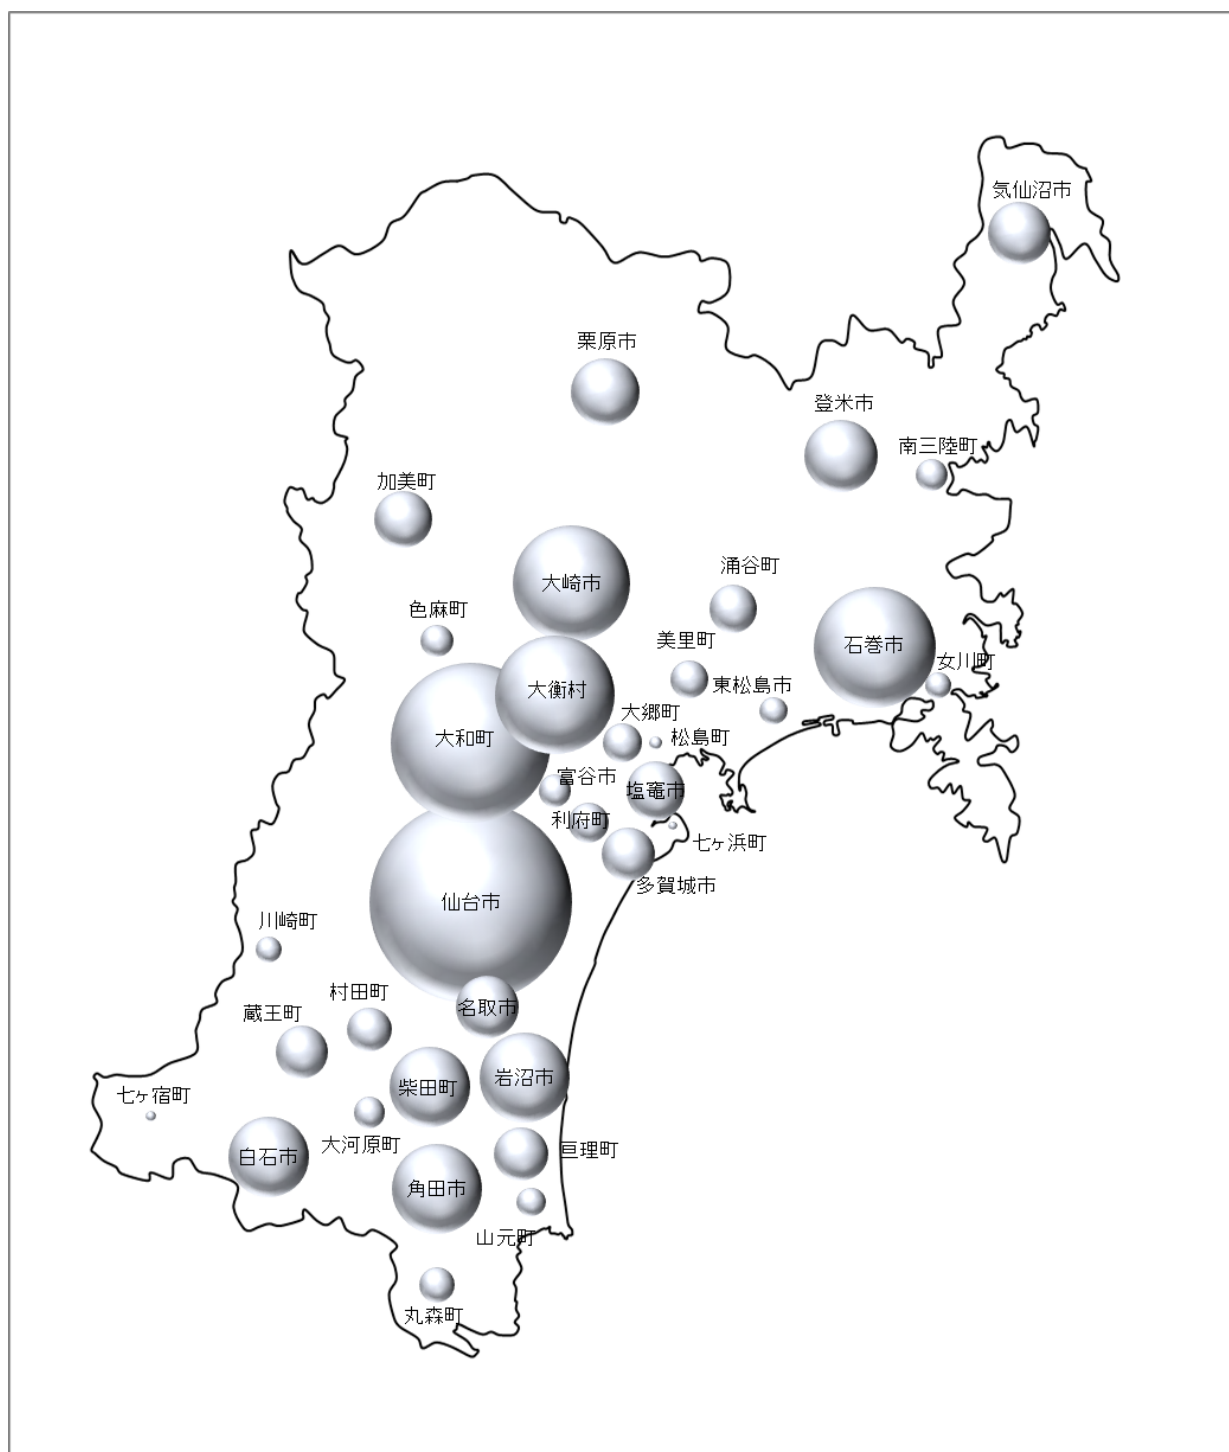 気仙沼市
栗原市
登米市
南三陸町
加美町
涌谷町
大崎市
色麻町
美里町
石巻市
女川町
東松島市
大衡村
大郷町
松島町
大和町
富谷市
塩竈市
利府町
七ヶ浜町
多賀城市
仙台市
川崎町
村田町
名取市
蔵王町
岩沼市
柴田町
七ヶ宿町
大河原町
亘理町
白石市
角田市
山元町
丸森町